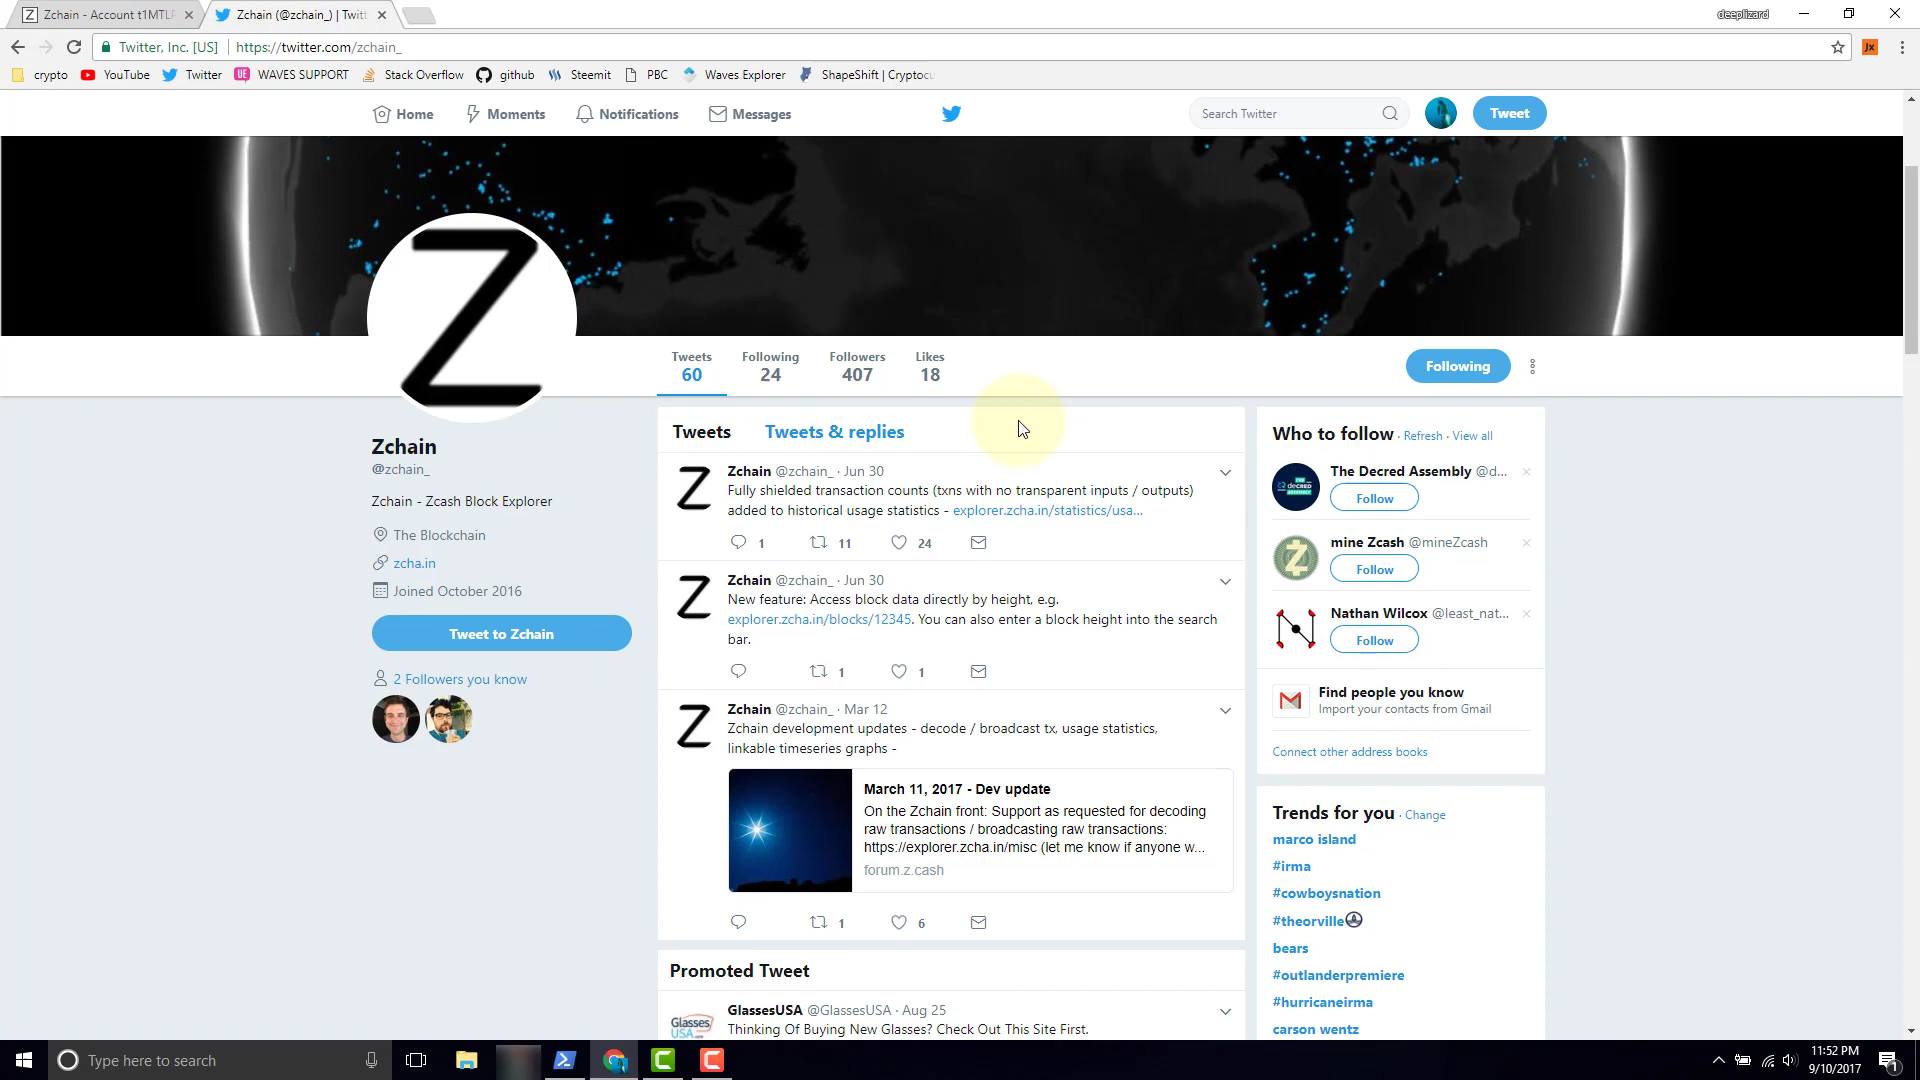 Zchain - Account t1MTL
Zchain (@zchain_) | Twitt
deeplizard
Twitter, Inc. [US]
https://twitter.com/zchain_
Jx
crypto
YouTube
Twitter
UE
WAVES SUPPORT
Stack Overflow
github
Steemit
PBC
Waves Explorer
ShapeShift | Cryptocu
Home
Moments
Notifications
Messages
Search Twitter
Tweet
Z
Tweets
60
Following
24
Followers
407
Likes
18
Following
Zchain
@zchain_
Zchain - Zcash Block Explorer
The Blockchain
zcha.in
Joined October 2016
Tweet to Zchain
2 Followers you know
Tweets
Tweets & replies
Z
Zchain @zchain_ · Jun 30
Fully shielded transaction counts (txns with no transparent inputs / outputs)
added to historical usage statistics - explorer.zcha.in/statistics/usa...
1
11
24
Z
Zchain @zchain_ · Jun 30
New feature: Access block data directly by height, e.g.
explorer.zcha.in/blocks/12345. You can also enter a block height into the search
bar.
1
1
Z
Zchain @zchain_ · Mar 12
Zchain development updates - decode / broadcast tx, usage statistics,
linkable timeseries graphs -
March 11, 2017 - Dev update
On the Zchain front: Support as requested for decoding
raw transactions / broadcasting raw transactions:
https://explorer.zcha.in/misc (let me know if anyone w...
forum.z.cash
1
6
Promoted Tweet
GlassesUSA @GlassesUSA · Aug 25
Thinking Of Buying New Glasses? Check Out This Site First.
Glasses
USA
Who to follow · Refresh · View all
DECRED
The Decred Assembly @d...
Follow
mine Zcash @mineZcash
Follow
Nathan Wilcox @least_nat...
Follow
Find people you know
Import your contacts from Gmail
Connect other address books
Trends for you · Change
marco island
#irma
#cowboysnation
#theorville
bears
#outlanderpremiere
#hurricaneirma
carson wentz
Type here to search
11:52 PM
9/10/2017
1